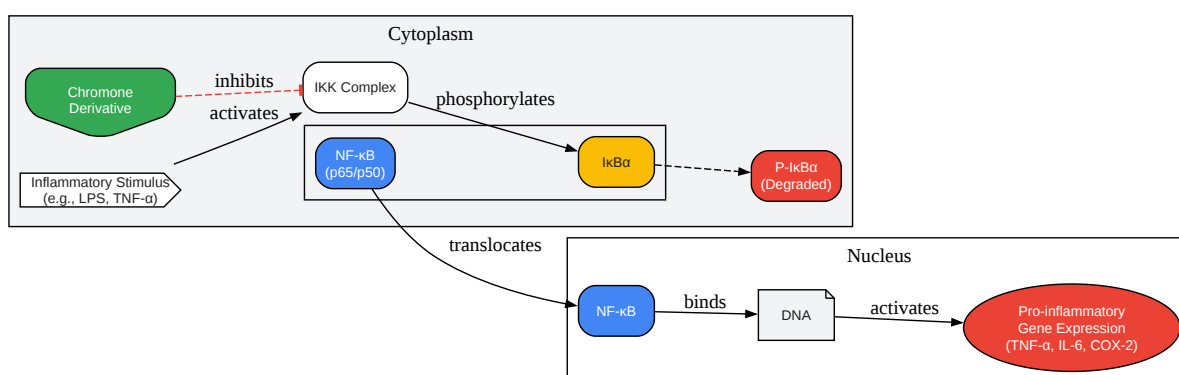 Cytoplasm
Chromone
Derivative
inhibits
IKK Complex
activates
phosphorylates
Inflammatory Stimulus
(e.g., LPS, TNF-α)
NF-κB
(p65/p50)
IκBα
P-IκBα
(Degraded)
translocates
Nucleus
NF-κB
binds
DNA
activates
Pro-inflammatory
Gene Expression
(TNF-α, IL-6, COX-2)